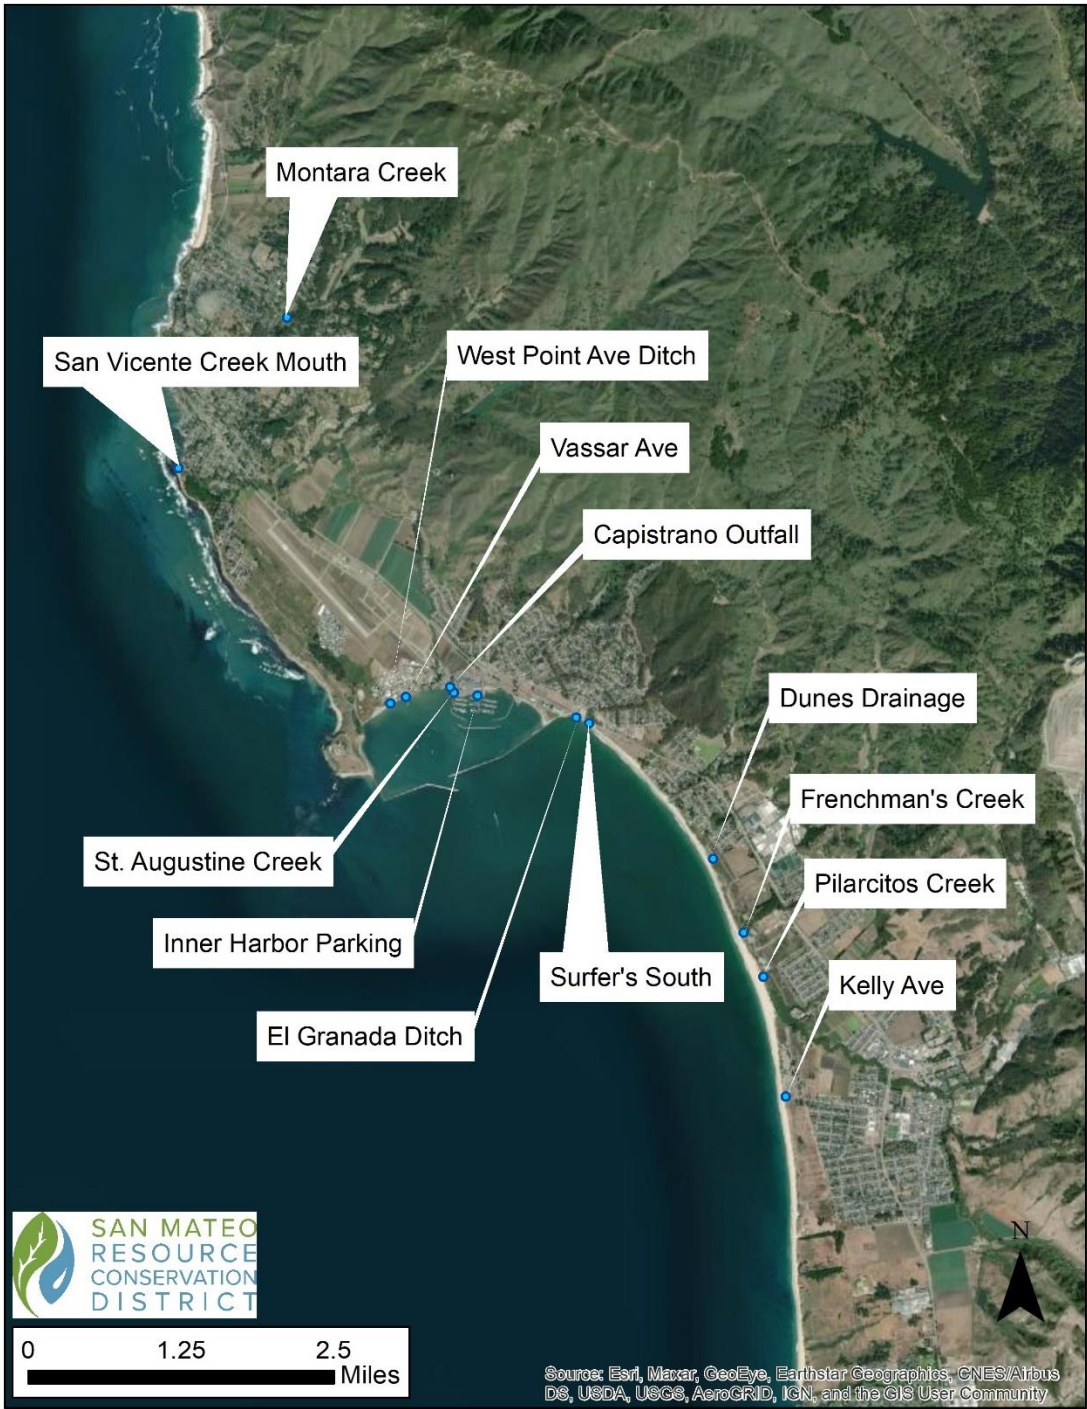 Montara Creek
San Vicente Creek Mouth
West Point Ave Ditch
Vassar Ave
Capistrano Outfall
Dunes Drainage
Frenchman's Creek
Pilarcitos Creek
St. Augustine Creek
Inner Harbor Parking
Surfer's South
Kelly Ave
El Granada Ditch
SAN MATEO
RESOURCE
CONSERVATION
DISTRICT
N
0 1.25 2.5
Miles
Source: Esri, Maxar, GeoEye, Earthstar Geographics, CNES/Airbus
DS, USDA, USGS, AeroGRID, IGN, and the GIS User Community